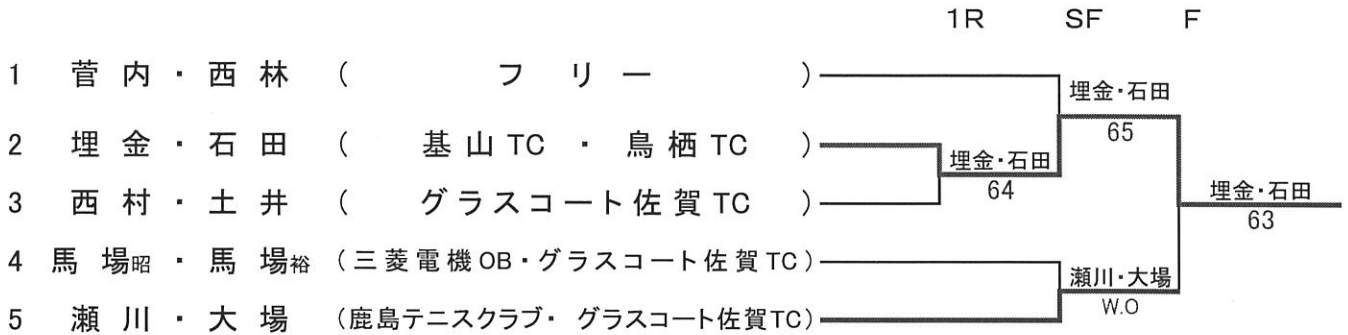 1R SF F
1 菅内・西林 ( フリー )
埋金・石田
65
2 埋金・石田 ( 基山TC ・ 鳥栖TC )
埋金・石田
64
埋金・石田
63
3 西村・土井 ( グラスコート佐賀TC )
4 馬場昭・馬場裕 (三菱電機OB・グラスコート佐賀TC)
瀬川・大場
W.O
5 瀬川・大場 (鹿島テニスクラブ・ グラスコート佐賀TC)